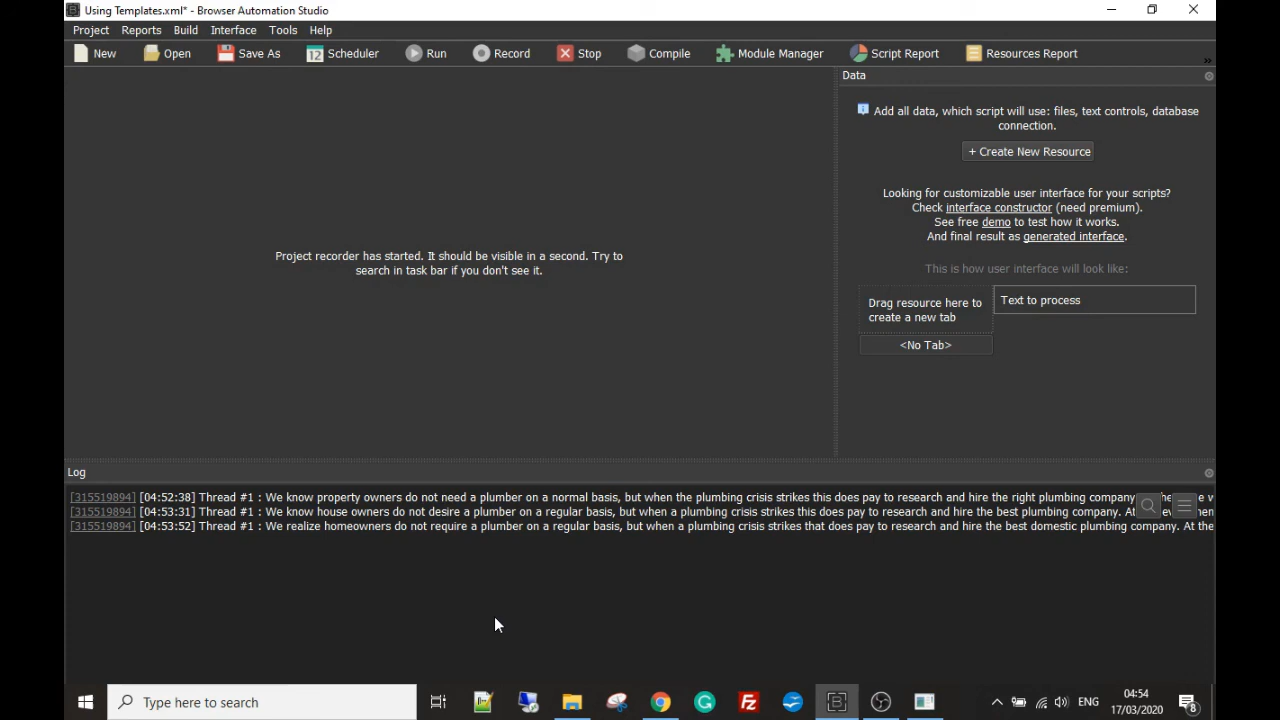 Using Templates.xml* - Browser Automation Studio
Project Reports Build Interface Tools Help
New Open Save As 12 Scheduler Run Record Stop Compile Module Manager Script Report Resources Report »
Data
Add all data, which script will use: files, text controls, database
connection.
+ Create New Resource
Looking for customizable user interface for your scripts?
Check interface constructor (need premium).
See free demo to test how it works.
And final result as generated interface.
This is how user interface will look like:
Drag resource here to
create a new tab
Text to process
<No Tab>
Project recorder has started. It should be visible in a second. Try to
search in task bar if you don't see it.
Log
[315519894] [04:52:38] Thread #1 : We know property owners do not need a plumber on a normal basis, but when the plumbing crisis strikes this does pay to research and hire the right plumbing company
[315519894] [04:53:31] Thread #1 : We know house owners do not desire a plumber on a regular basis, but when a plumbing crisis strikes this does pay to research and hire the best plumbing company. At
[315519894] [04:53:52] Thread #1 : We realize homeowners do not require a plumber on a regular basis, but when a plumbing crisis strikes that does pay to research and hire the best domestic plumbing company. At the
Type here to search
ENG
04:54
17/03/2020
8